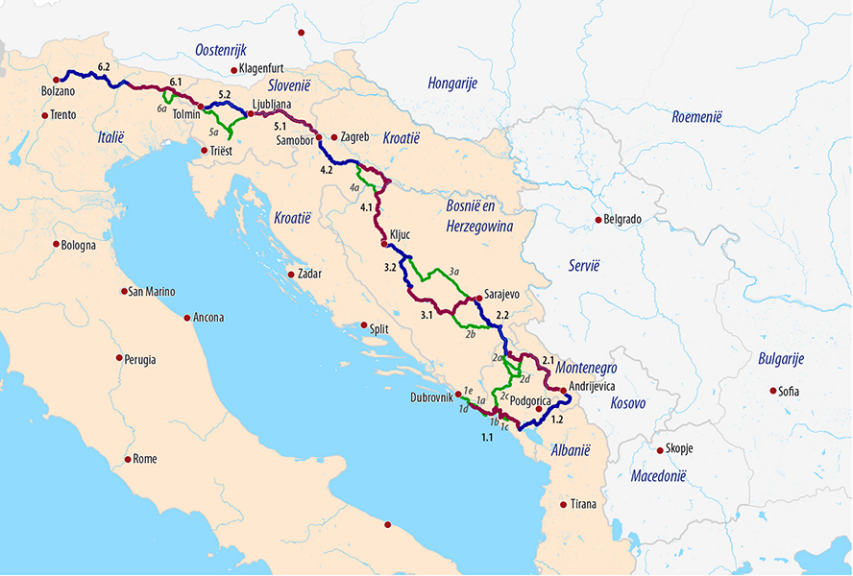 Oostenrijk
Klagenfurt
6.2
Bolzano
6.1
Slovenië
Hongarije
5.2
Ljubljana
6a
Tolmin
Trento
Roemenië
Italië
5a
5.1
Samobor
Zagreb
Kroatië
Triëst
4.2
4a
4.1
Bosnië en
Herzegowina
Kroatië
Belgrado
Kljuc
Bologna
3.2
3a
Servië
Zadar
San Marino
Sarajevo
3.1
2.2
Ancona
Split
2b
Perugia
2a
2.1
Bulgarije
Montenegro
2d
Andrijevica
Sofia
Dubrovnik
1e
1a
2c
Podgorica
Kosovo
1d
1b
1c
1.2
1.1
Albanië
Skopje
Rome
Macedonië
Tirana